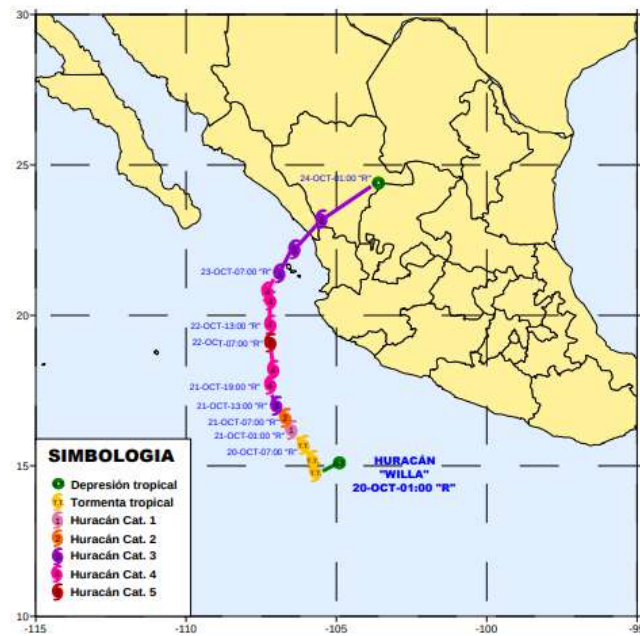 30
25
20
15
10
-115
-110
-105
-100
-95
24-OCT-01:00 "R"
23-OCT-07:00 "R"
22-OCT-13:00 "R"
22-OCT-07:00 "R"
21-OCT-19:00 "R"
21-OCT-13:00 "R"
21-OCT-07:00 "R"
21-OCT-01:00 "R"
20-OCT-07:00 "R"
HURACÁN
"WILLA"
20-OCT-01:00 "R"
SIMBOLOGIA
Depresión tropical
T.T. Tormenta tropical
1 Huracán Cat. 1
2 Huracán Cat. 2
Huracán Cat. 3
Huracán Cat. 4
Huracán Cat. 5